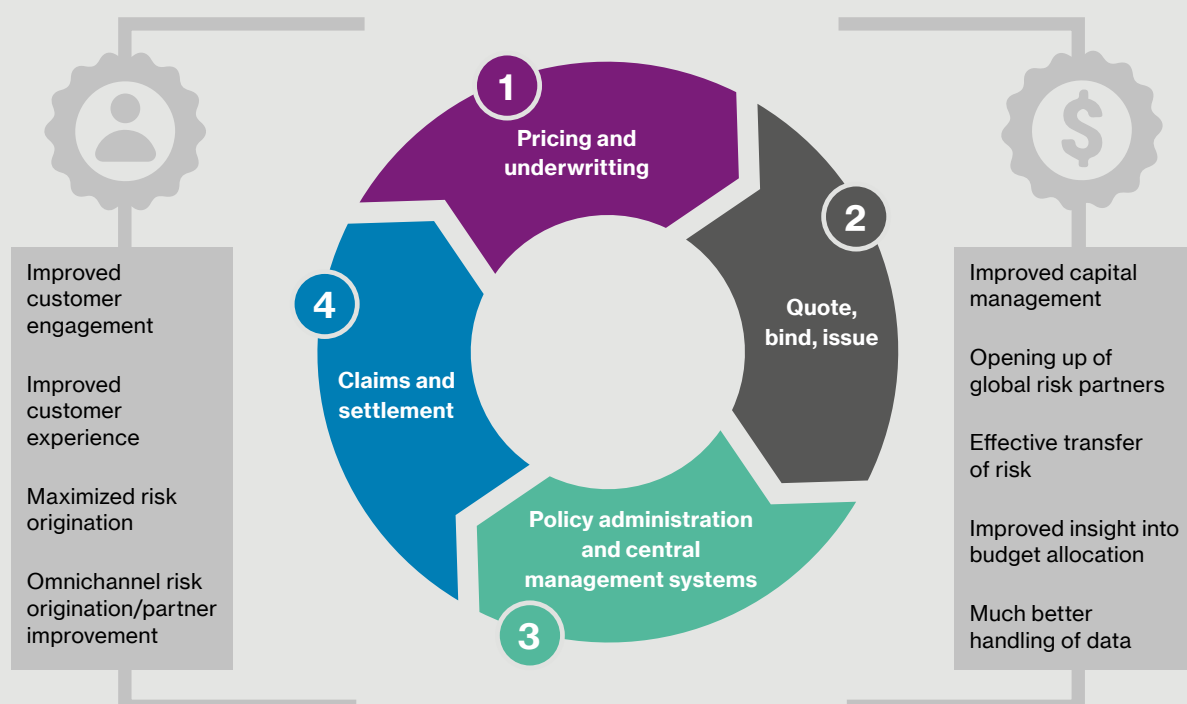 1
Pricing and
underwritting
2
Quote,
bind, issue
3
Policy administration
and central
management systems
4
Claims and
settlement
Improved
customer
engagement
Improved
customer
experience
Maximized risk
origination
Omnichannel risk
origination/partner
improvement
$
Improved capital
management
Opening up of
global risk partners
Effective transfer
of risk
Improved insight into
budget allocation
Much better
handling of data